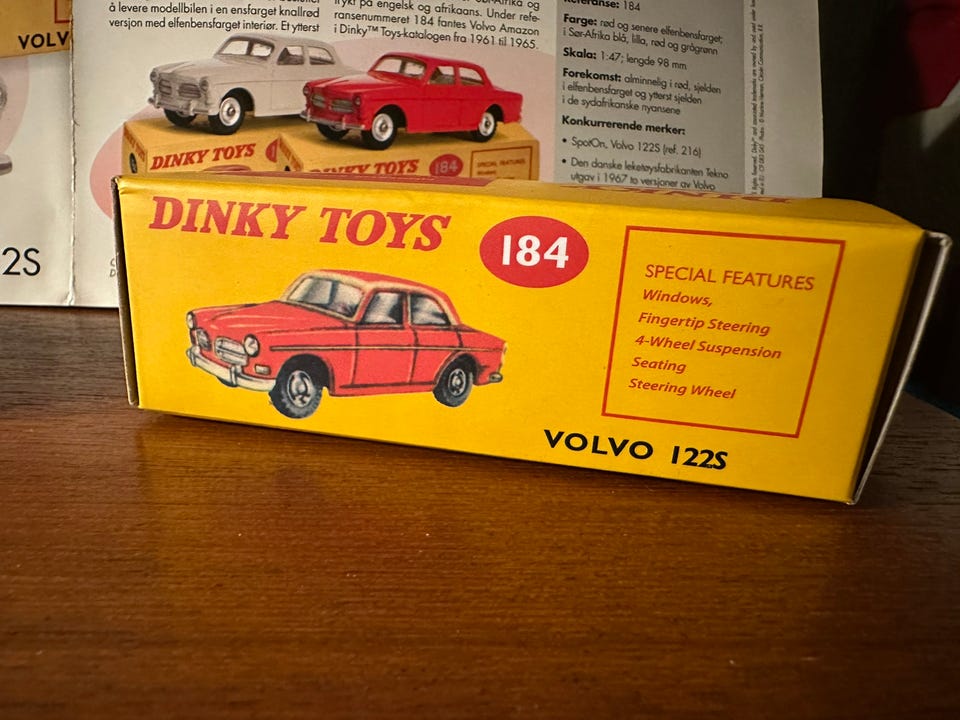 å levere modellbilen i en ensfarget knallrød
versjon med elfenbensfarget interiør. Et ytterst
trykt på engelsk og afrikaans. Under refe-
ransenummeret 184 fantes Volvo Amazon
i Dinky™ Toys-katalogen fra 1961 til 1965.
Referanse: 184
Farge: rød og senere elfenbensfarget;
i Sør-Afrika blå, lilla, rød og grågrønn
Skala: 1:47; lengde 98 mm
Forekomst: alminnelig i rød, sjelden
i elfenbensfarget og ytterst sjelden
i de sydafrikanske nyansene
Konkurrerende merker:
• SpotOn, Volvo 122S (ref. 216)
• Den danske leketøysfabrikanten Tekno
utgav i 1967 to versjoner av Volvo
VOLV
2S
DINKY TOYS
DINKY TOYS
184
SPECIAL FEATURES
DINKY TOYS
184
SPECIAL FEATURES
Windows,
Fingertip Steering
4-Wheel Suspension
Seating
Steering Wheel
VOLVO 122S